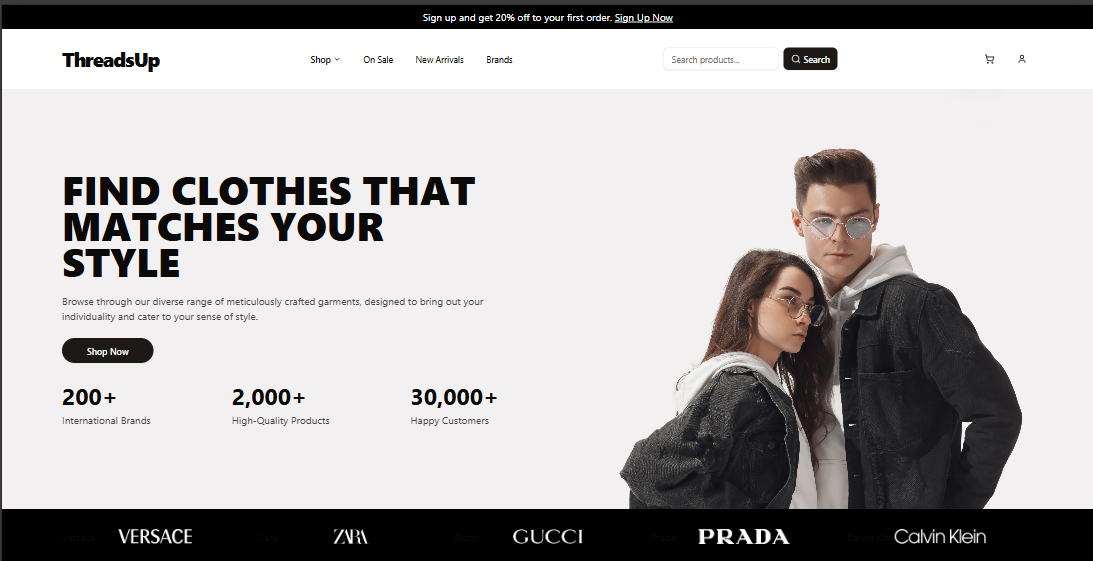 Sign up and get 20% off to your first order. Sign Up Now
ThreadsUp
Shop
On Sale
New Arrivals
Brands
Search products...
Search
FIND CLOTHES THAT
MATCHES YOUR
STYLE
Browse through our diverse range of meticulously crafted garments, designed to bring out your
individuality and cater to your sense of style.
Shop Now
200+
International Brands
2,000+
High-Quality Products
30,000+
Happy Customers
Versace
VERSACE
Zara
ZARA
Gucci
GUCCI
Prada
PRADA
Calvin Klein